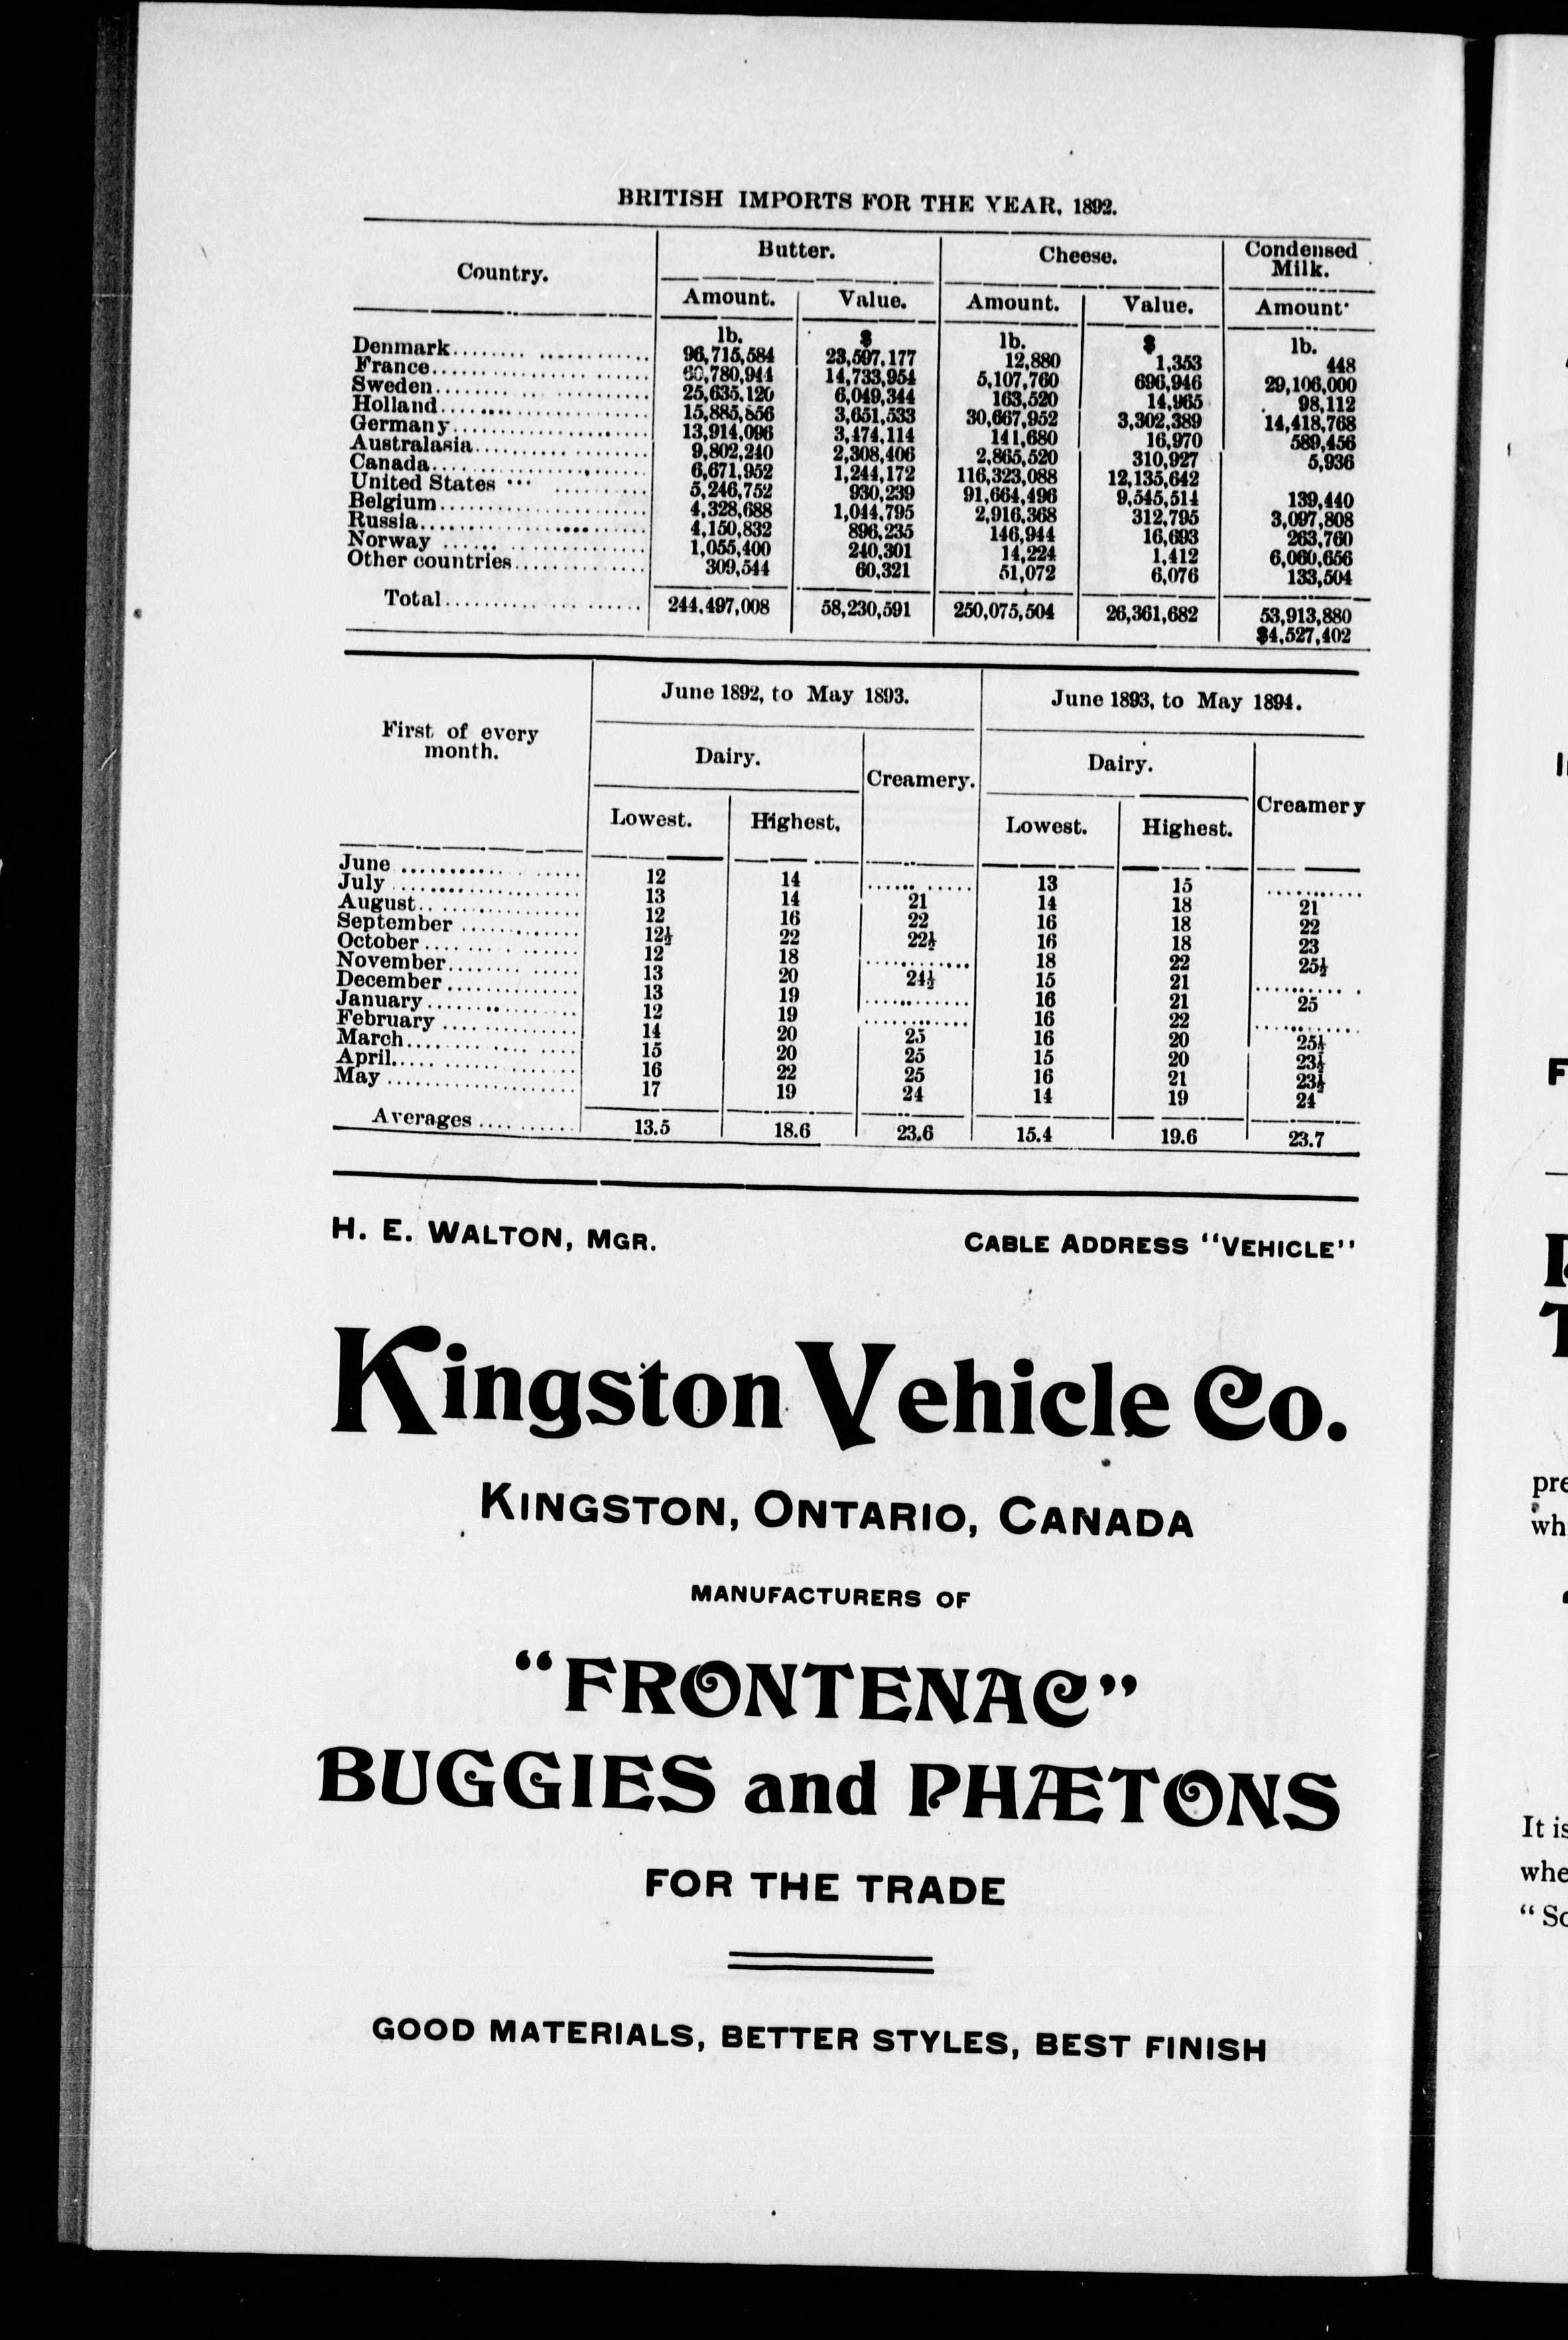 BRITISH IMPORTS FOR THE YEAR, 1892.
Country. Butter. Cheese. Condensed Milk.
Amount. Value. Amount. Value. Amount
lb. $ lb. $ lb.
Denmark........ 96,715,584 23,597,177 12,880 1,353 448
France........ 60,780,944 14,733,954 5,107,760 696,946 29,106,000
Sweden........ 25,635,120 6,049,344 163,520 14,965 98,112
Holland........ 15,885,856 3,651,533 30,667,952 3,302,389 14,418,768
Germany........ 13,914,096 3,474,114 141,680 16,970 589,456
Australasia........ 9,802,240 2,308,406 2,865,520 310,927 5,936
Canada........ 6,671,952 1,244,172 116,323,088 12,135,642
United States ........ 5,246,752 930,239 91,664,496 9,545,514 139,440
Belgium........ 4,328,688 1,044,795 2,916,368 312,795 3,097,808
Russia........ 4,150,832 896,235 146,944 16,693 263,760
Norway ........ 1,055,400 240,301 14,224 1,412 6,060,656
Other countries........ 309,544 60,321 51,072 6,076 133,504
Total........ 244,497,008 58,230,591 250,075,504 26,361,682 53,913,880
$4,527,402
First of every month. June 1892, to May 1893. June 1893, to May 1894.
Dairy. Creamery. Dairy. Creamery
Lowest. Highest. Lowest. Highest.
June ........ 12 14 ........ 13 15 ........
July ........ 13 14 21 14 18 21
August........ 12 16 22 16 18 22
September ........ 12½ 22 22½ 16 18 23
October ........ 12 18 ........ 18 22 25½
November........ 13 20 24½ 15 21 ........
December ........ 13 19 ........ 16 21 25
January ........ 12 19 ........ 16 22 ........
February ........ 14 20 25 16 20 25½
March........ 15 20 25 15 20 23½
April........ 16 22 25 16 21 23½
May ........ 17 19 24 14 19 24
Averages ........ 13.5 18.6 23.6 15.4 19.6 23.7
H. E. WALTON, MGR. CABLE ADDRESS "VEHICLE"
Kingston Vehicle Co.
KINGSTON, ONTARIO, CANADA
MANUFACTURERS OF
"FRONTENAC"
BUGGIES and PHÆTONS
FOR THE TRADE
GOOD MATERIALS, BETTER STYLES, BEST FINISH
It is